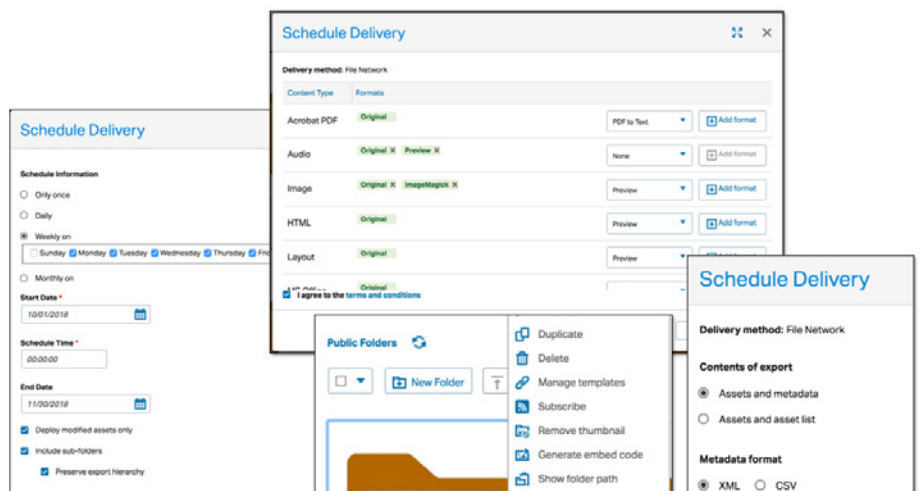 Schedule Delivery
Delivery method: File Network
Content Type Formats
Acrobat PDF Original PDF to Text Add format
Audio Original X Preview X None Add format
Image Original X ImageMagick X Preview Add format
HTML Original Preview Add format
Layout Original Preview
Original
I agree to the terms and conditions
Schedule Delivery
Schedule Information
Only once
Daily
Weekly on
Sunday Monday Tuesday Wednesday Thursday
Monthly on
Start Date *
10/01/2018
Schedule Time *
00:00:00
End Date
11/30/2018
Deploy modified assets only
Include sub-folders
Preserve export hierarchy
Public Folders
New Folder
Duplicate
Delete
Manage templates
Subscribe
Remove thumbnail
Generate embed code
Show folder path
Schedule Delivery
Delivery method: File Network
Contents of export
Assets and metadata
Assets and asset list
Metadata format
XML CSV